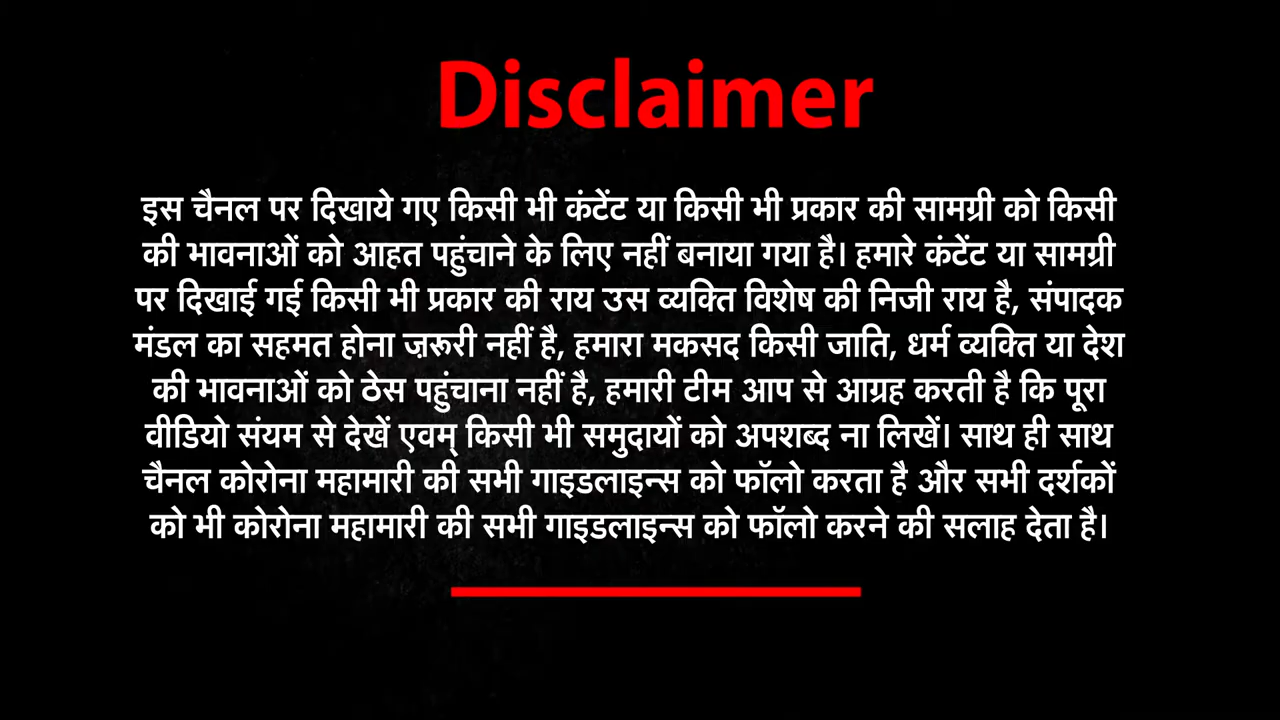 Disclaimer
इस चैनल पर दिखाये गए किसी भी कंटेंट या किसी भी प्रकार की सामग्री को किसी
की भावनाओं को आहत पहुंचाने के लिए नहीं बनाया गया है। हमारे कंटेंट या सामग्री
पर दिखाई गई किसी भी प्रकार की राय उस व्यक्ति विशेष की निजी राय है, संपादक
मंडल का सहमत होना ज़रूरी नहीं है, हमारा मकसद किसी जाति, धर्म व्यक्ति या देश
की भावनाओं को ठेस पहुंचाना नहीं है, हमारी टीम आप से आग्रह करती है कि पूरा
वीडियो संयम से देखें एवम् किसी भी समुदायों को अपशब्द ना लिखें। साथ ही साथ
चैनल कोरोना महामारी की सभी गाइडलाइन्स को फॉलो करता है और सभी दर्शकों
को भी कोरोना महामारी की सभी गाइडलाइन्स को फॉलो करने की सलाह देता है।